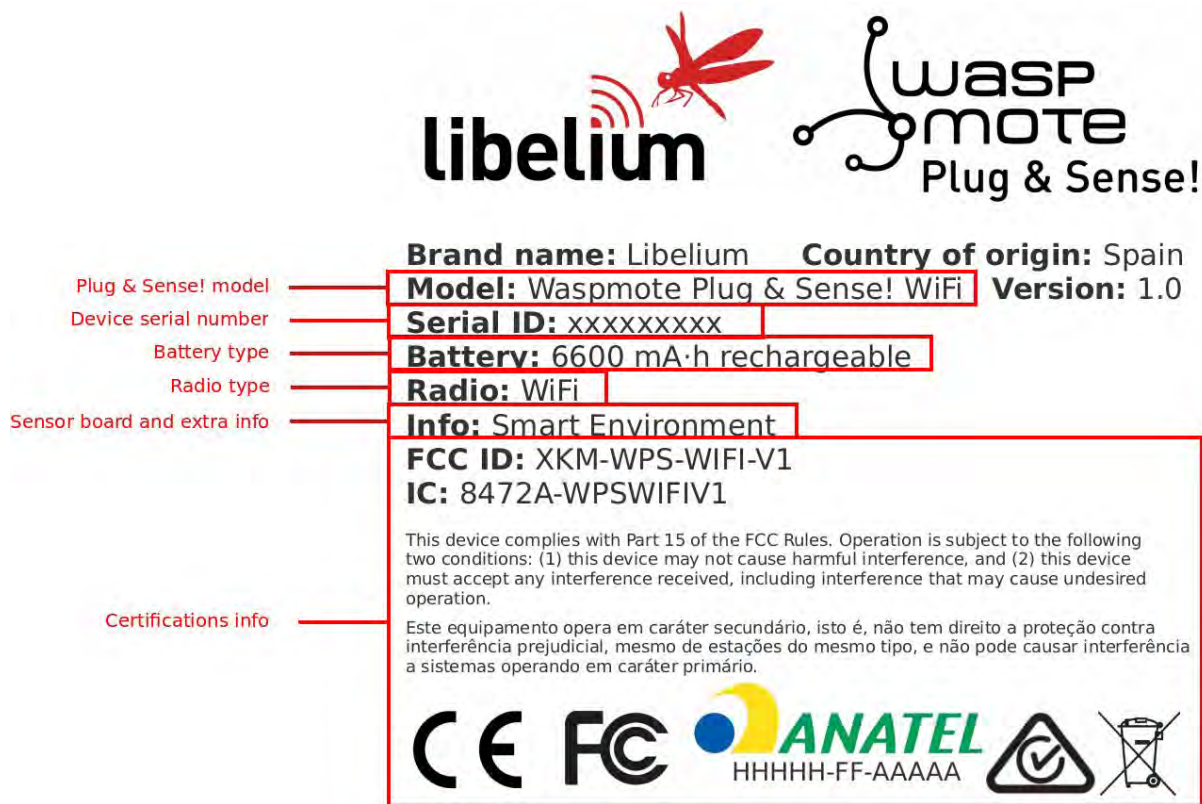 libelium
wasp
mote
Plug & Sense!
Brand name: Libelium Country of origin: Spain
Plug & Sense! model
Model: Waspmote Plug & Sense! WiFi Version: 1.0
Device serial number
Serial ID: xxxxxxxxx
Battery type
Battery: 6600 mA·h rechargeable
Radio type
Radio: WiFi
Sensor board and extra info
Info: Smart Environment
FCC ID: XKM-WPS-WIFI-V1
IC: 8472A-WPSWIFIV1
This device complies with Part 15 of the FCC Rules. Operation is subject to the following
two conditions: (1) this device may not cause harmful interference, and (2) this device
must accept any interference received, including interference that may cause undesired
operation.
Certifications info
Este equipamento opera em caráter secundário, isto é, não tem direito a proteção contra
interferência prejudicial, mesmo de estações do mesmo tipo, e não pode causar interferência
a sistemas operando em caráter primário.
CE FC ANATEL
HHHHH-FF-AAAAA